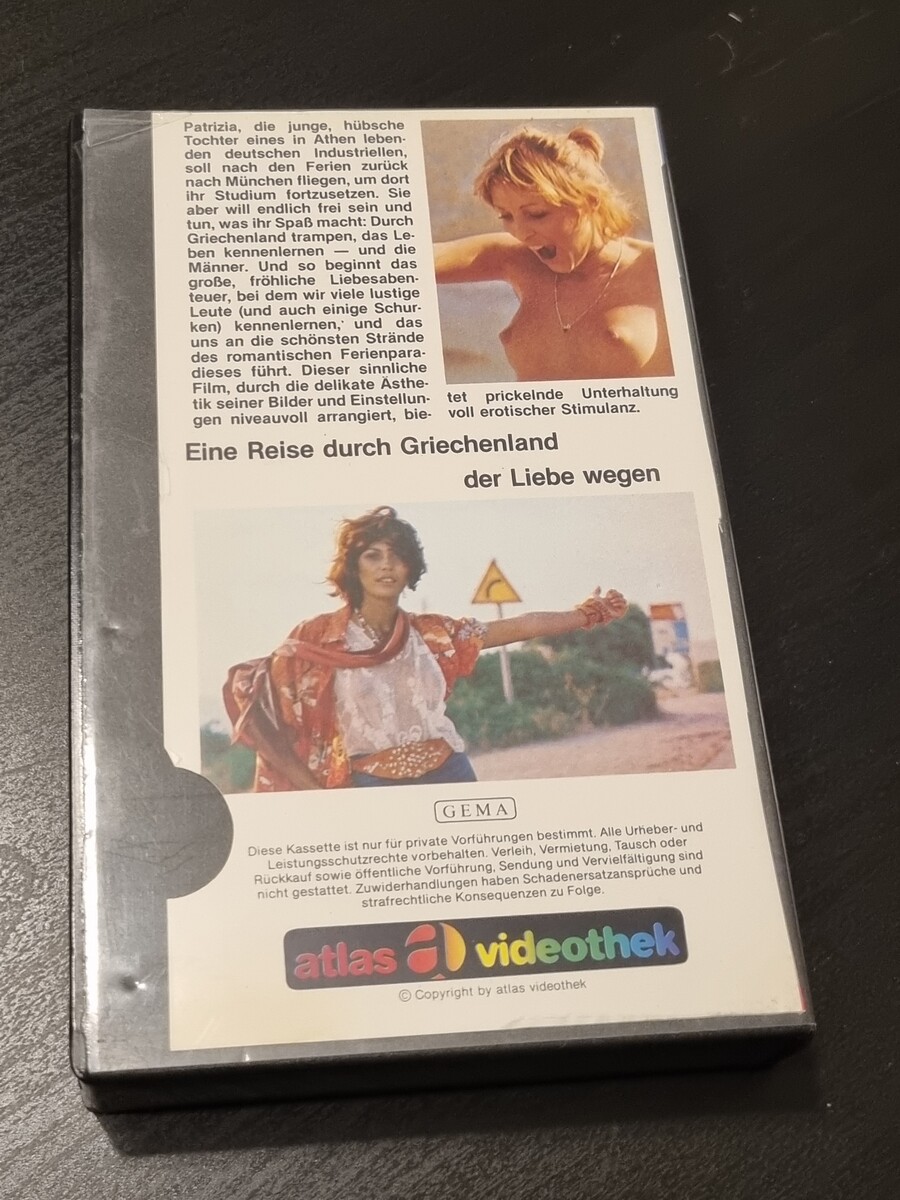 Patrizia, die junge, hübsche
Tochter eines in Athen leben-
den deutschen Industriellen,
soll nach den Ferien zurück
nach München fliegen, um dort
ihr Studium fortzusetzen. Sie
aber will endlich frei sein und
tun, was ihr Spaß macht: Durch
Griechenland trampen, das Le-
ben kennenlernen — und die
Männer. Und so beginnt das
große, fröhliche Liebesaben-
teuer, bei dem wir viele lustige
Leute (und auch einige Schur-
ken) kennenlernen, und das
uns an die schönsten Strände
des romantischen Ferienpara-
dieses führt. Dieser sinnliche
Film, durch die delikate Ästhe-
tik seiner Bilder und Einstellun-
gen niveauvoll arrangiert, bie-
tet prickelnde Unterhaltung
voll erotischer Stimulanz.
Eine Reise durch Griechenland
der Liebe wegen
GEMA
Diese Kassette ist nur für private Vorführungen bestimmt. Alle Urheber- und
Leistungsschutzrechte vorbehalten. Verleih, Vermietung, Tausch oder
Rückkauf sowie öffentliche Vorführung, Sendung und Vervielfältigung sind
nicht gestattet. Zuwiderhandlungen haben Schadenersatzansprüche und
strafrechtliche Konsequenzen zu Folge.
atlas a videothek
© Copyright by atlas videothek